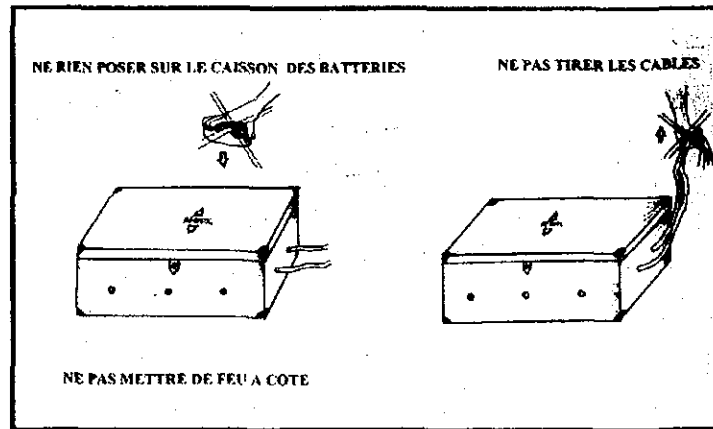 NE RIEN POSER SUR LE CAISSON DES BATTERIES
NE PAS TIRER LES CABLES
NE PAS METTRE DE FEU A COTE